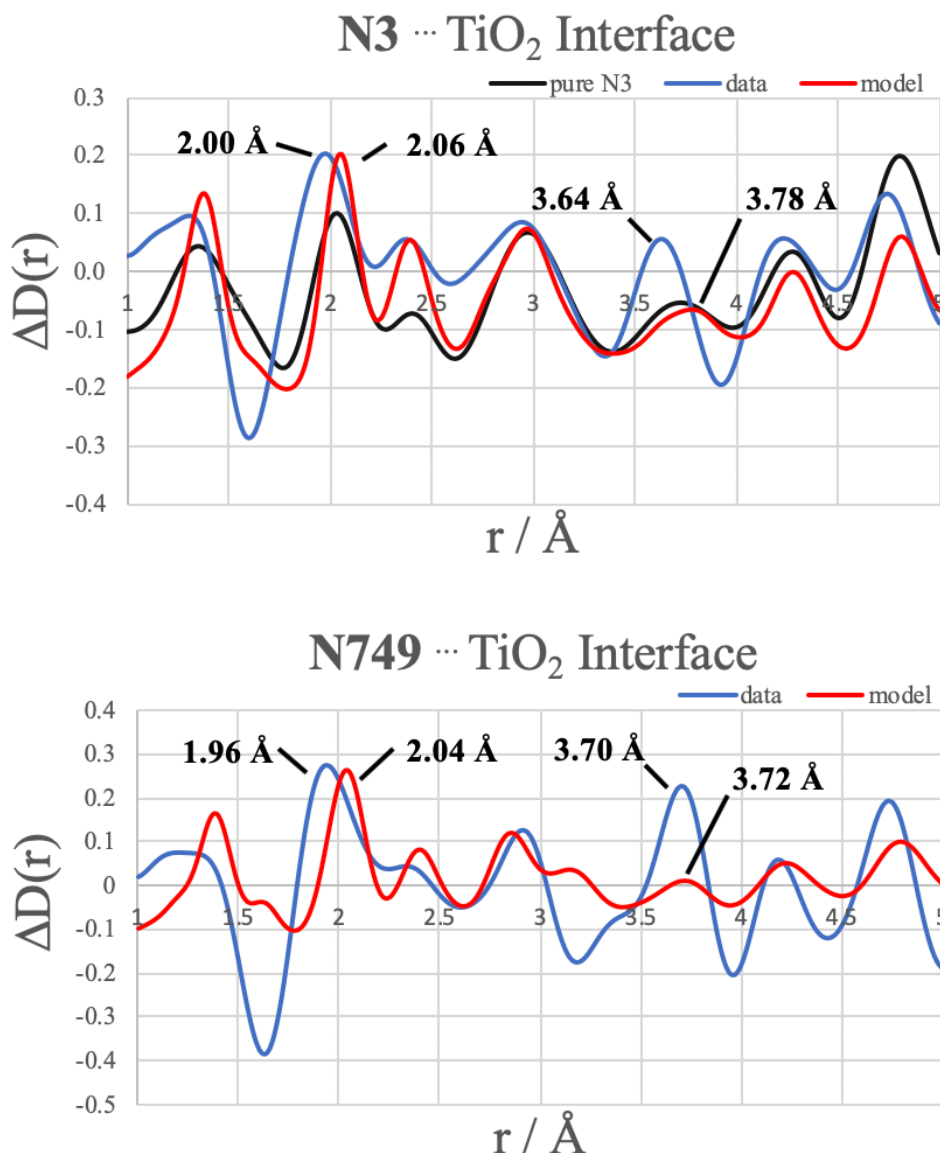 N3 ··· TiO₂ Interface
pure N3 data model
0.3
2.00 Å 2.06 Å
0.2
3.64 Å 3.78 Å
0.1
0.0
1 1.5 2 2.5 3 3.5 4 4.5 5
-0.1
-0.2
-0.3
-0.4
ΔD(r)
r / Å
N749 ··· TiO₂ Interface
data model
0.4
1.96 Å 2.04 Å 3.70 Å
0.3
3.72 Å
0.2
0.1
0
1 1.5 2 2.5 3 3.5 4 4.5 5
-0.1
-0.2
-0.3
-0.4
-0.5
ΔD(r)
r / Å